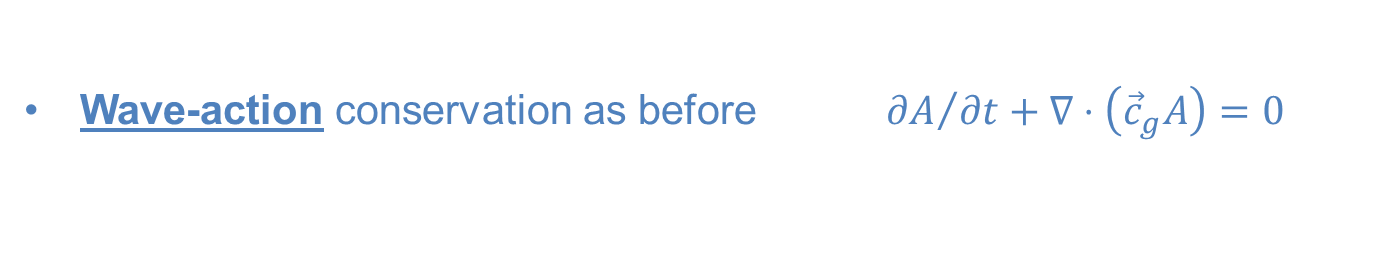 • Wave-action conservation as before ∂A/∂t + ∇ · (c⃗_g A) = 0